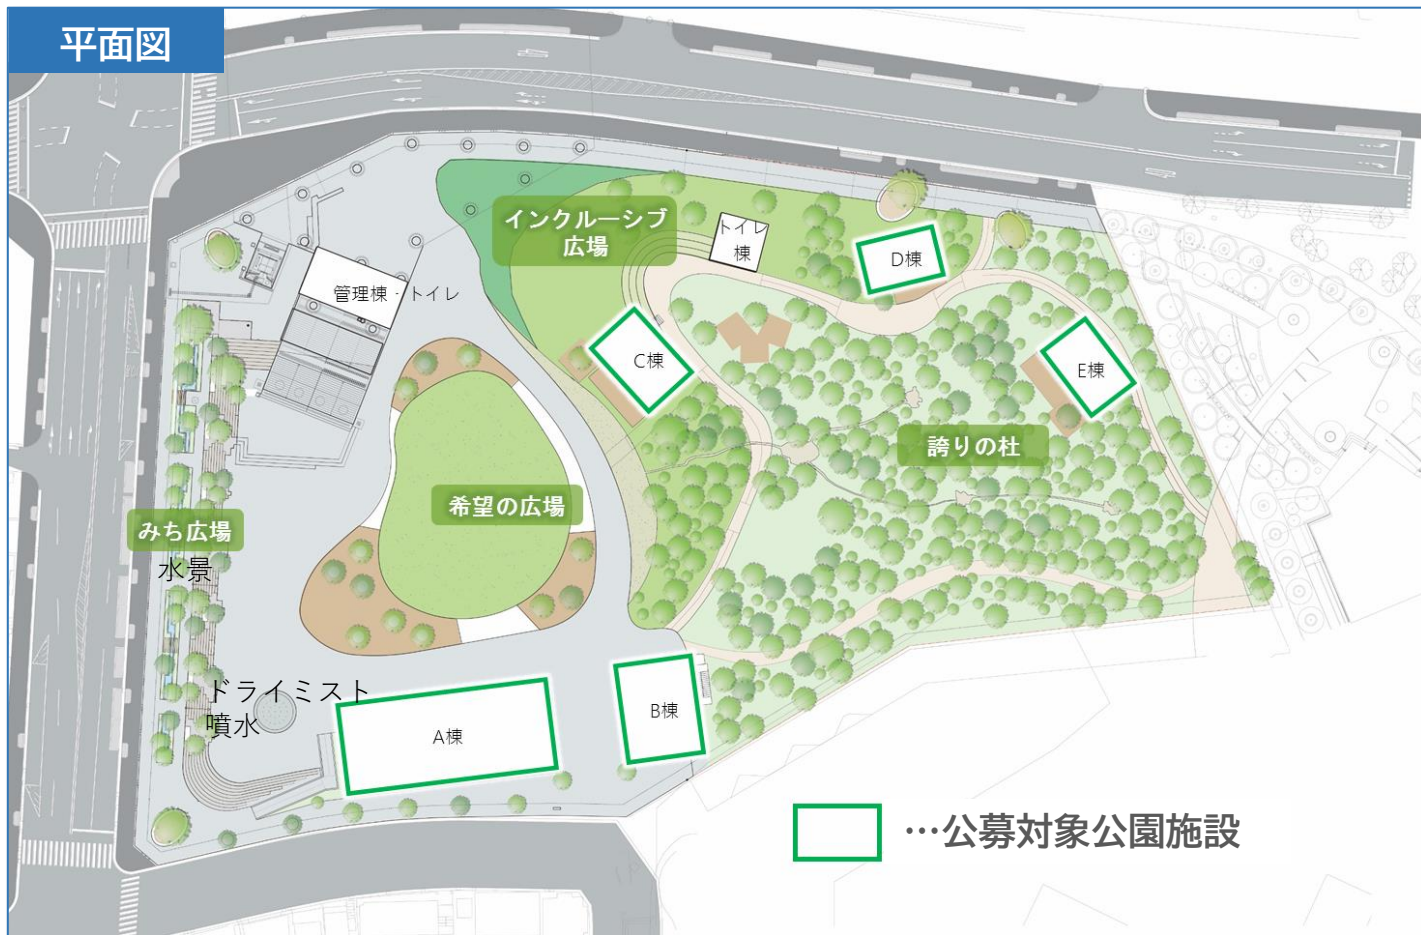 平面図
インクルーシブ
広場
トイレ
棟
D棟
管理棟・トイレ
C棟
E棟
誇りの杜
希望の広場
みち広場
水景
ドライミスト
噴水
A棟
B棟
…公募対象公園施設